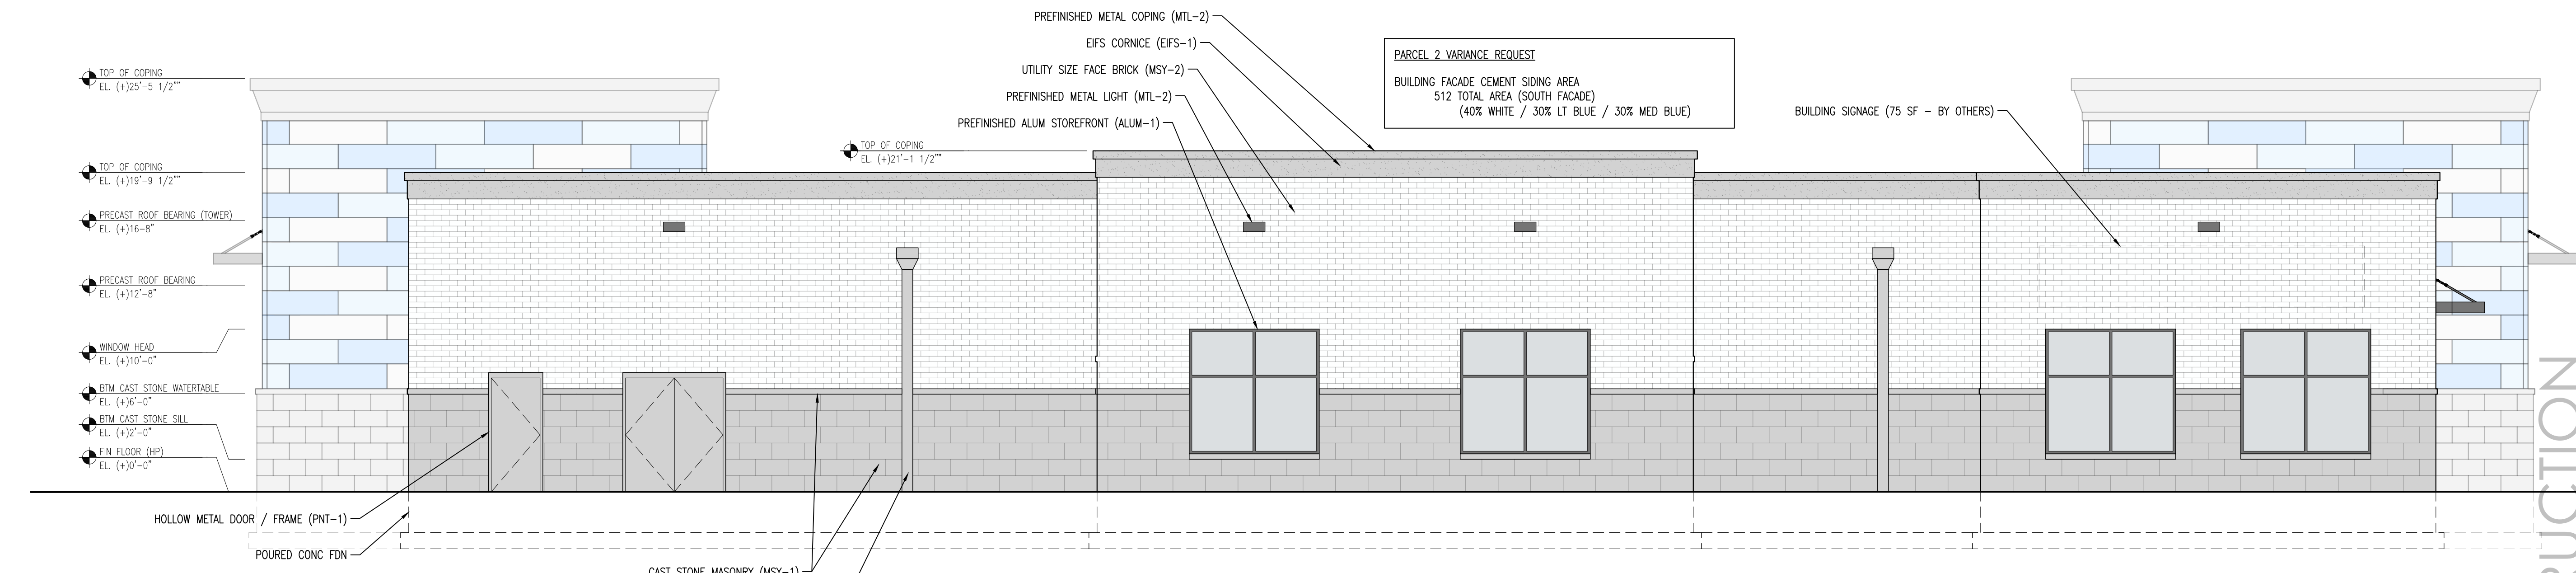 PREFINISHED METAL COPING (MTL-2)
EIFS CORNICE (EIFS-1)
UTILITY SIZE FACE BRICK (MSY-2)
PREFINISHED METAL LIGHT (MTL-2)
PREFINISHED ALUM STOREFRONT (ALUM-1)
PARCEL 2 VARIANCE REQUEST
BUILDING FACADE CEMENT SIDING AREA
512 TOTAL AREA (SOUTH FACADE)
(40% WHITE / 30% LT BLUE / 30% MED BLUE)
BUILDING SIGNAGE (75 SF - BY OTHERS)
TOP OF COPING
EL. (+)25'-5 1/2""
TOP OF COPING
EL. (+)21'-1 1/2""
TOP OF COPING
EL. (+)19'-9 1/2""
PRECAST ROOF BEARING (TOWER)
EL. (+)16-8"
PRECAST ROOF BEARING
EL. (+)12'-8"
WINDOW HEAD
EL. (+)10'-0"
BTM CAST STONE WATERTABLE
EL. (+)6'-0"
BTM CAST STONE SILL
EL. (+)2'-0"
FIN FLOOR (HP)
EL. (+)0'-0"
HOLLOW METAL DOOR / FRAME (PNT-1)
POURED CONC FDN
CAST STONE MASONRY (MSY-1)